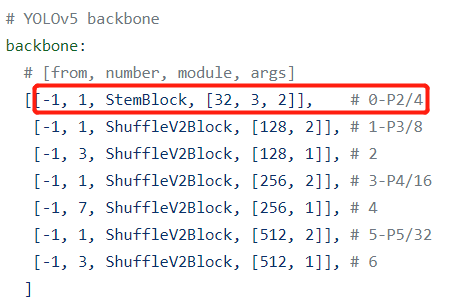 # YOLOv5 backbone
backbone:
# [from, number, module, args]
[[-1, 1, StemBlock, [32, 3, 2]], # 0-P2/4
[-1, 1, ShuffleV2Block, [128, 2]], # 1-P3/8
[-1, 3, ShuffleV2Block, [128, 1]], # 2
[-1, 1, ShuffleV2Block, [256, 2]], # 3-P4/16
[-1, 7, ShuffleV2Block, [256, 1]], # 4
[-1, 1, ShuffleV2Block, [512, 2]], # 5-P5/32
[-1, 3, ShuffleV2Block, [512, 1]], # 6
]